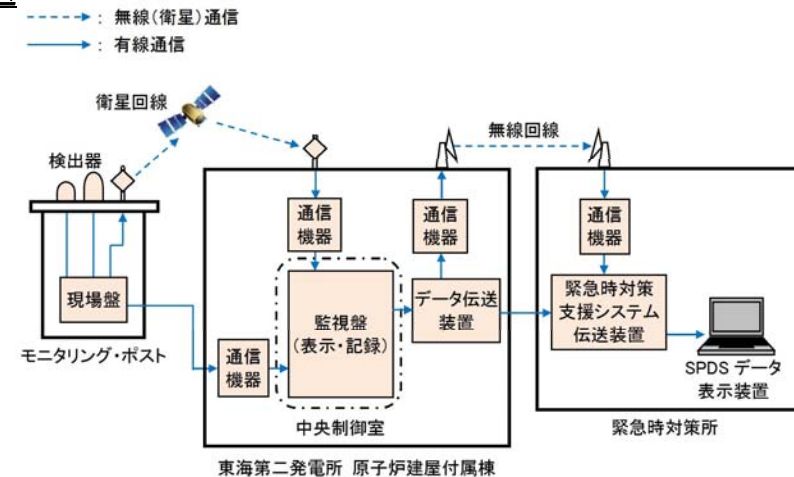 : 無線(衛星)通信
: 有線通信
衛星回線
無線回線
検出器
通信
機器
通信
機器
通信
機器
現場盤
監視盤
(表示・記録)
データ伝送
装置
緊急時対策
支援システム
伝送装置
モニタリング・ポスト
通信
機器
SPDS データ
表示装置
中央制御室
緊急時対策所
東海第二発電所 原子炉建屋付属棟